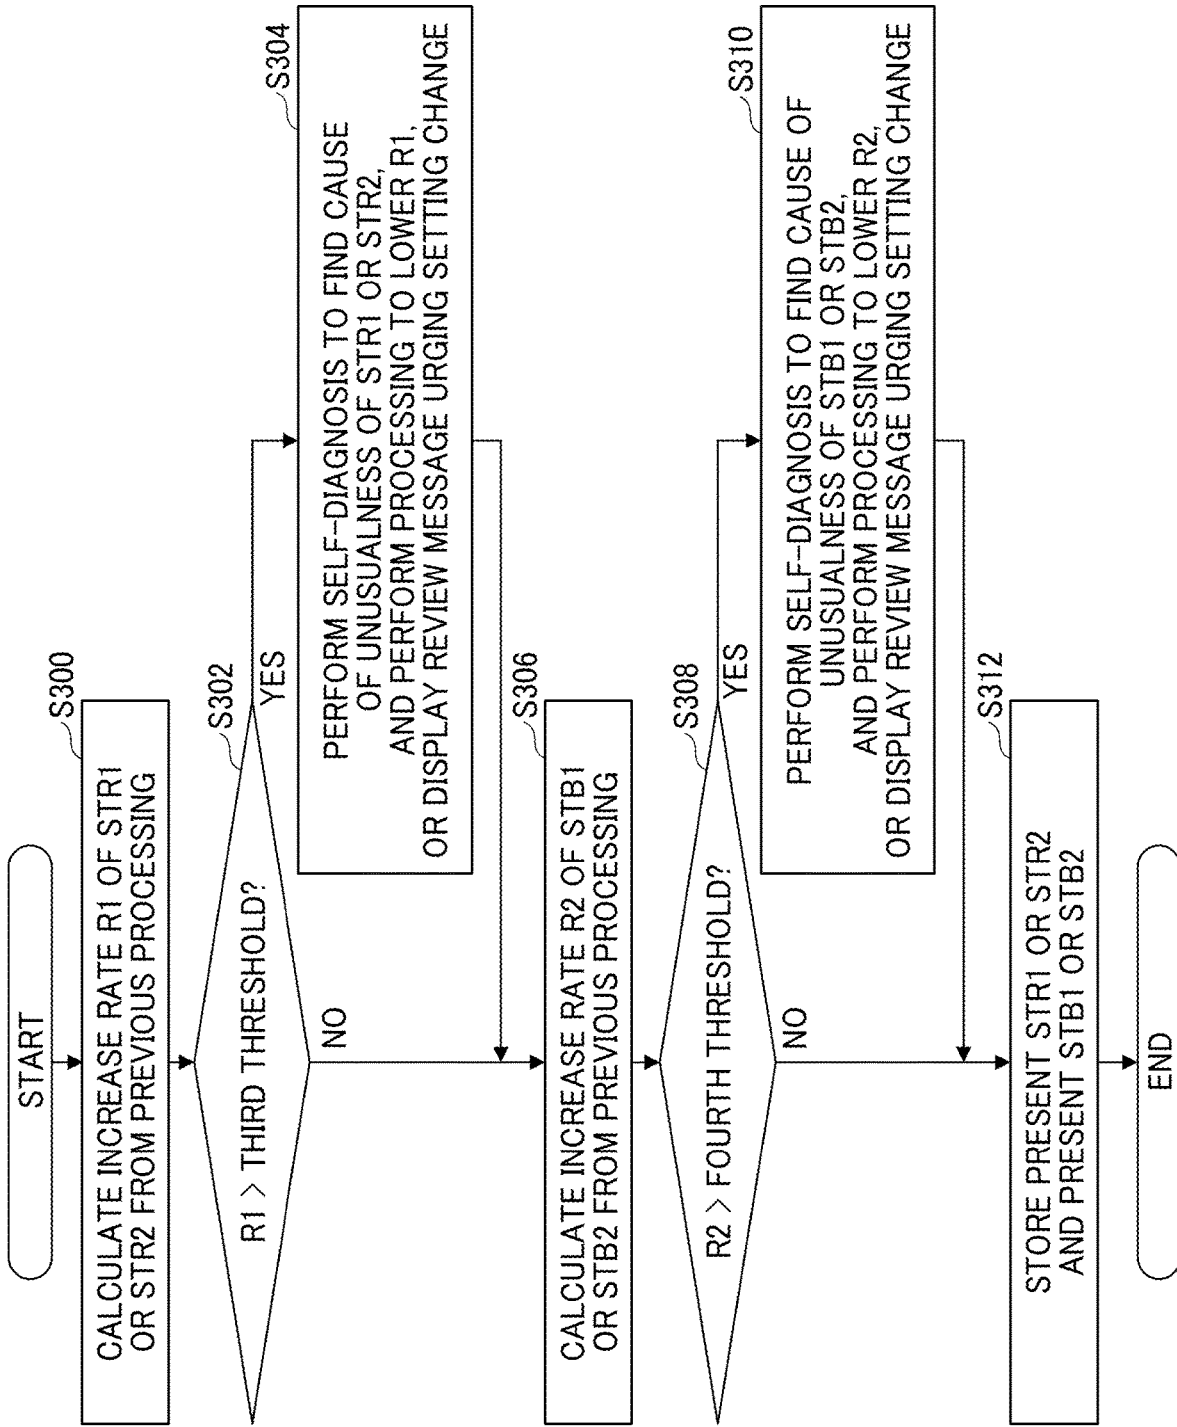 START
S300
CALCULATE INCREASE RATE R1 OF STR1
OR STR2 FROM PREVIOUS PROCESSING
S302
R1 > THIRD THRESHOLD?
YES
NO
S304
PERFORM SELF-DIAGNOSIS TO FIND CAUSE
OF UNUSUALNESS OF STR1 OR STR2,
AND PERFORM PROCESSING TO LOWER R1,
OR DISPLAY REVIEW MESSAGE URGING SETTING CHANGE
S306
CALCULATE INCREASE RATE R2 OF STB1
OR STB2 FROM PREVIOUS PROCESSING
S308
R2 > FOURTH THRESHOLD?
YES
NO
S310
PERFORM SELF-DIAGNOSIS TO FIND CAUSE OF
UNUSUALNESS OF STB1 OR STB2,
AND PERFORM PROCESSING TO LOWER R2,
OR DISPLAY REVIEW MESSAGE URGING SETTING CHANGE
S312
STORE PRESENT STR1 OR STR2
AND PRESENT STB1 OR STB2
END